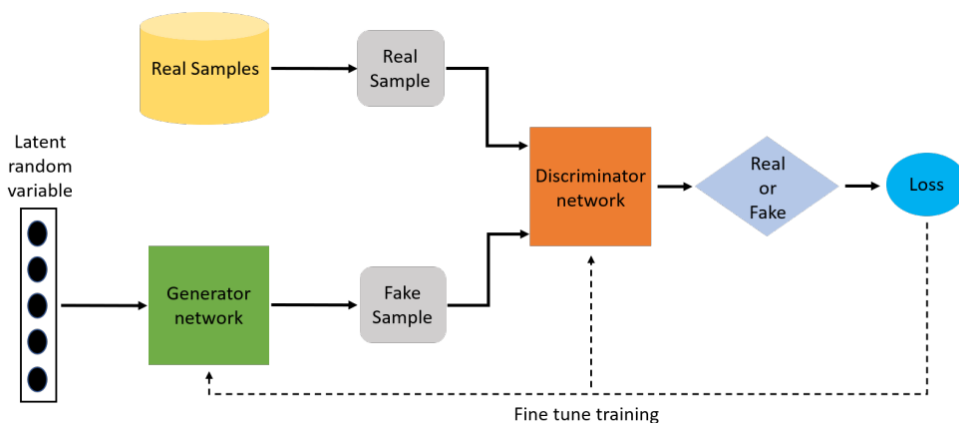 Real Samples
Real
Sample
Latent
random
variable
Discriminator
network
Real
or
Fake
Loss
Generator
network
Fake
Sample
Fine tune training